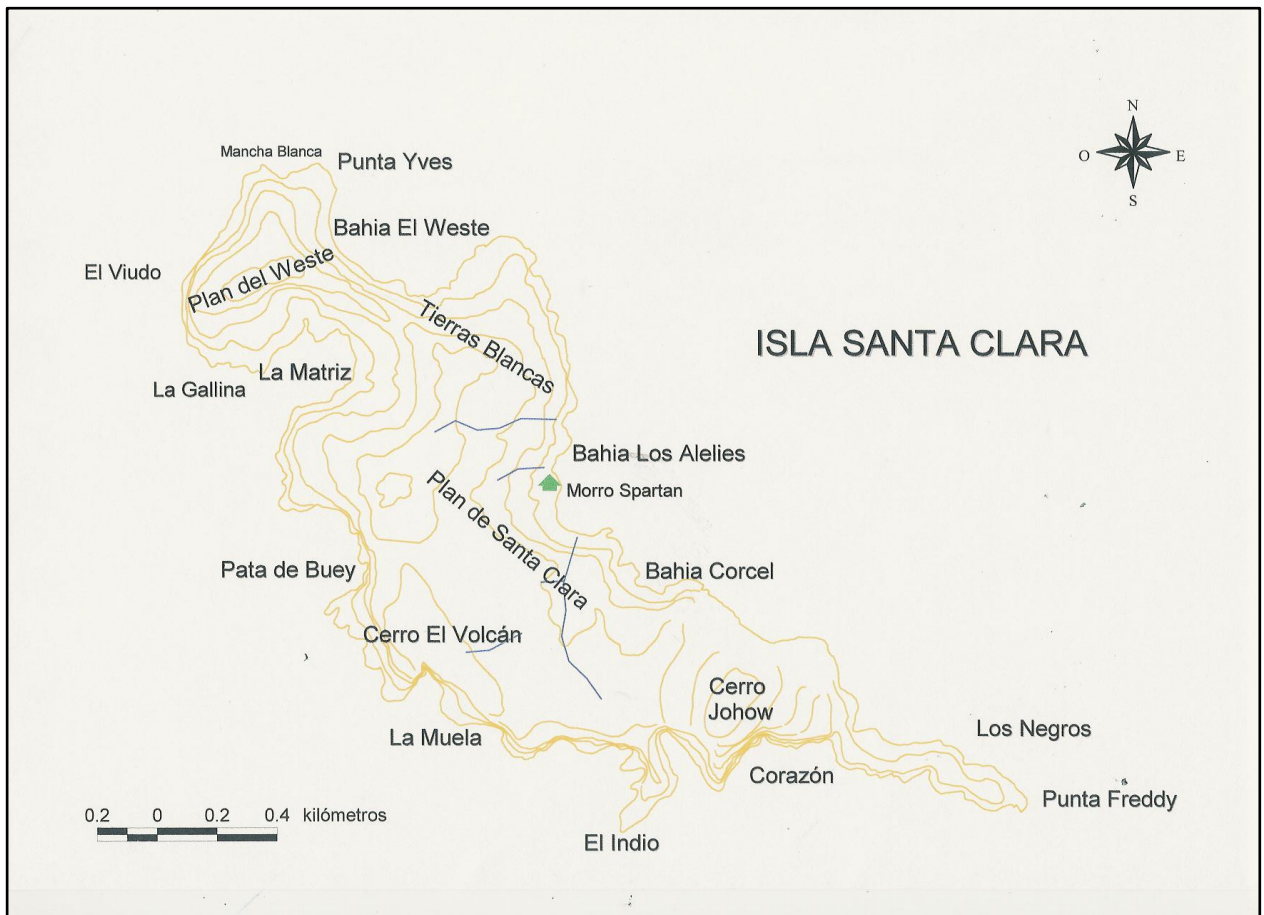 N
Mancha Blanca
Punta Yves
O
E
S
Bahia El Weste
El Viudo
Plan del Weste
Tierras Blancas
ISLA SANTA CLARA
La Matriz
La Gallina
Bahia Los Alelies
Morro Spartan
Plan de Santa Clara
Pata de Buey
Bahia Corcel
Cerro El Volcán
Cerro
Johow
La Muela
Los Negros
Corazón
Punta Freddy
0.2 0 0.2 0.4 kilómetros
El Indio